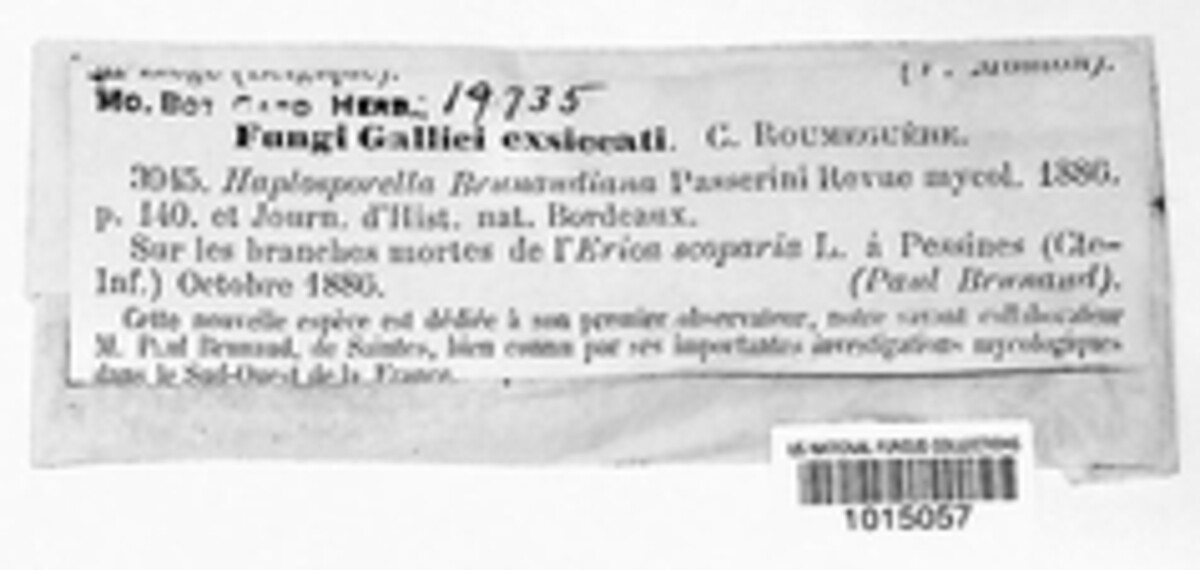 (F. Mouton).
Mo. Bot. Gard Herb.: 19735
Fungi Gallici exsiccati. C. ROUMEGUÈRE.
3045. Haplosporella Brunaudiana Passerini Revue mycol. 1886.
p. 140. et Journ. d'Hist. nat. Bordeaux.
Sur les branches mortes de l'Erica scoparia L. à Pessines (Cte-
Inf.) Octobre 1886. (Paul Brunaud).
Cette nouvelle espèce est dédiée à son premier observateur, notre savant collaborateur
M. Paul Brunaud, de Saintes, bien connu par ses importantes investigations mycologiques
dans le Sud-Ouest de la France.
US NATIONAL FUNGUS COLLECTIONS
1015057